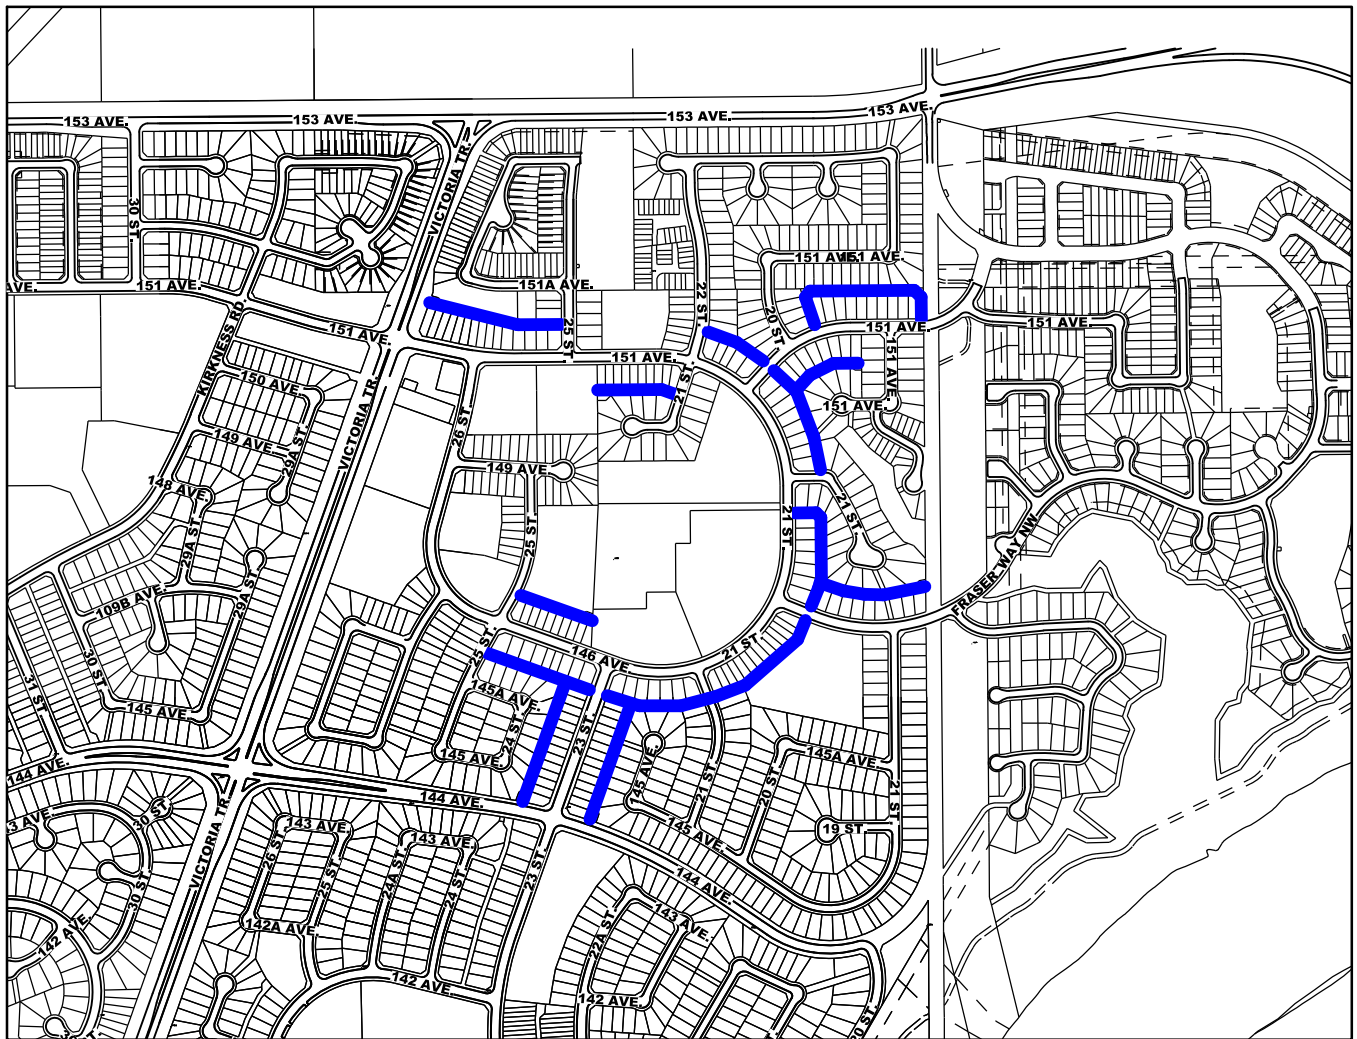 153 AVE.
153 AVE.
153 AVE.
153 AVE.
VICTORIA TR.
30 ST.
151 AVE.
151 AVE.
151A AVE.
22 ST.
20 ST
AVE.
151 AVE.
KIRKNESS RD
151 AVE.
25 ST.
151 AVE.
151 AVE.
151 AVE.
151 AVE.
21 ST.
150 AVE.
VICTORIA TR.
26 ST.
151 AVE.
149 AVE.
29A ST.
149 AVE.
148 AVE.
29A ST.
25 ST.
21 ST.
21 ST.
FRASER WAY NW
29A ST.
109B AVE.
30 ST.
31 ST.
145 AVE.
25 ST.
146 AVE.
21 ST.
145A AVE.
24 ST.
23 ST.
145 AVE.
145 AVE.
21 ST.
20 ST.
145A AVE.
21 ST.
144 AVE.
144 AVE.
VICTORIA TR.
30 ST.
143 AVE.
143 AVE.
26 ST.
25 ST.
24A ST.
24 ST.
23 ST.
145 AVE.
19 ST.
144 AVE.
30 ST.
142 AVE.
142A AVE.
142 AVE.
22A ST.
143 AVE.
142 AVE.
20 ST.